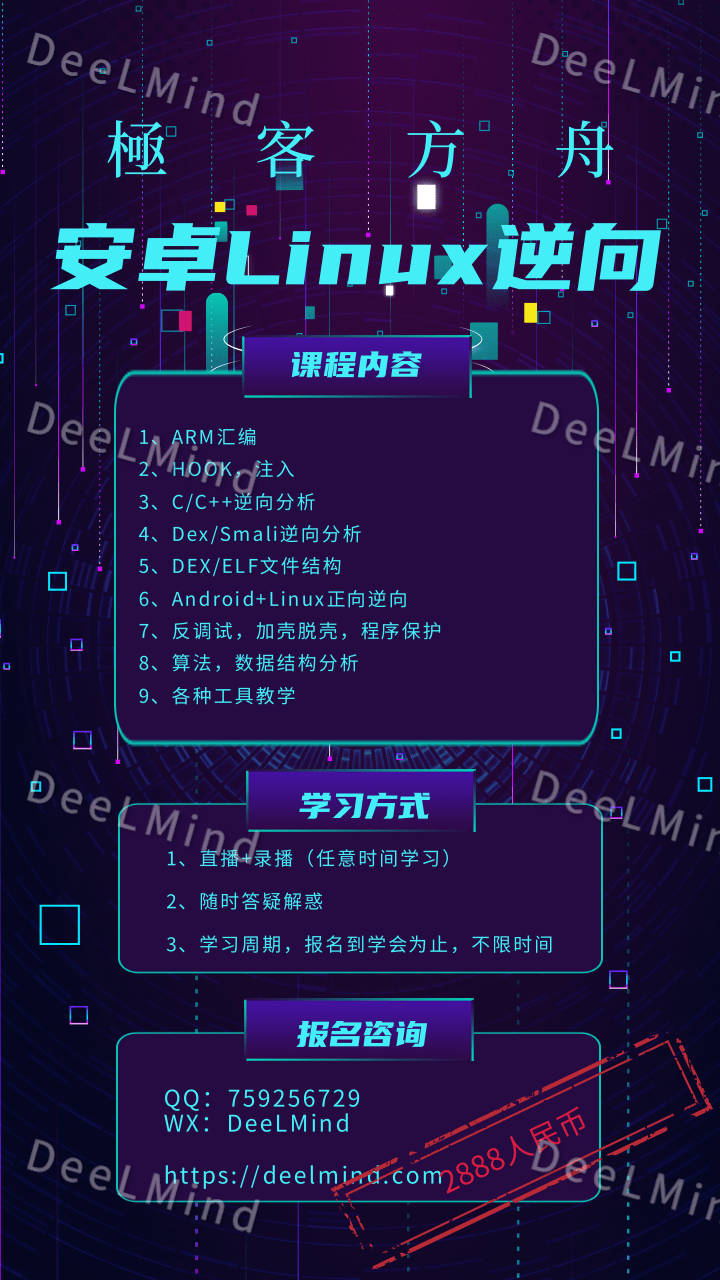 極客方舟
安卓Linux逆向
课程内容
1、ARM汇编
2、HOOK，注入
3、C/C++逆向分析
4、Dex/Smali逆向分析
5、DEX/ELF文件结构
6、Android+Linux正向逆向
7、反调试，加壳脱壳，程序保护
8、算法，数据结构分析
9、各种工具教学
学习方式
1、直播+录播（任意时间学习）
2、随时答疑解惑
3、学习周期，报名到学会为止，不限时间
报名咨询
QQ：759256729
WX：DeeLMind
https://deelmind.com
2888人民币
DeeLMind
DeeLMin
DeeLMind
DeeLMin
DeeLMind
DeeLMin
DeeLMind
DeeLMin